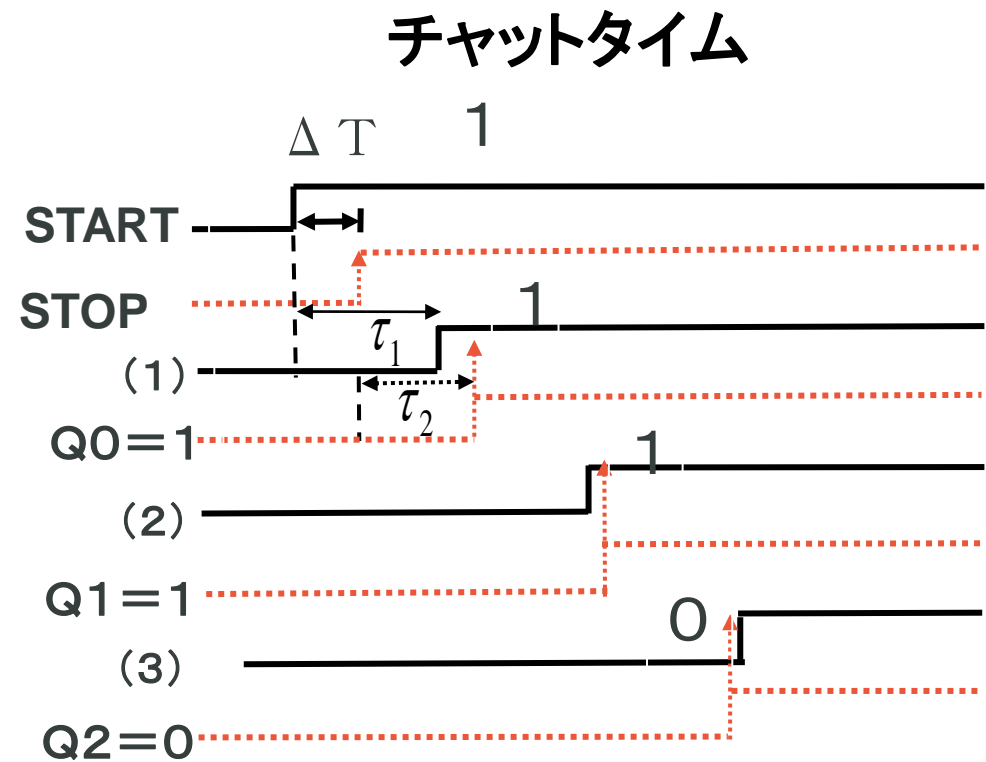 チャットタイム
ΔT 1
START
STOP
1
τ1
(1)
τ2
Q0=1
1
(2)
Q1=1
0
(3)
Q2=0